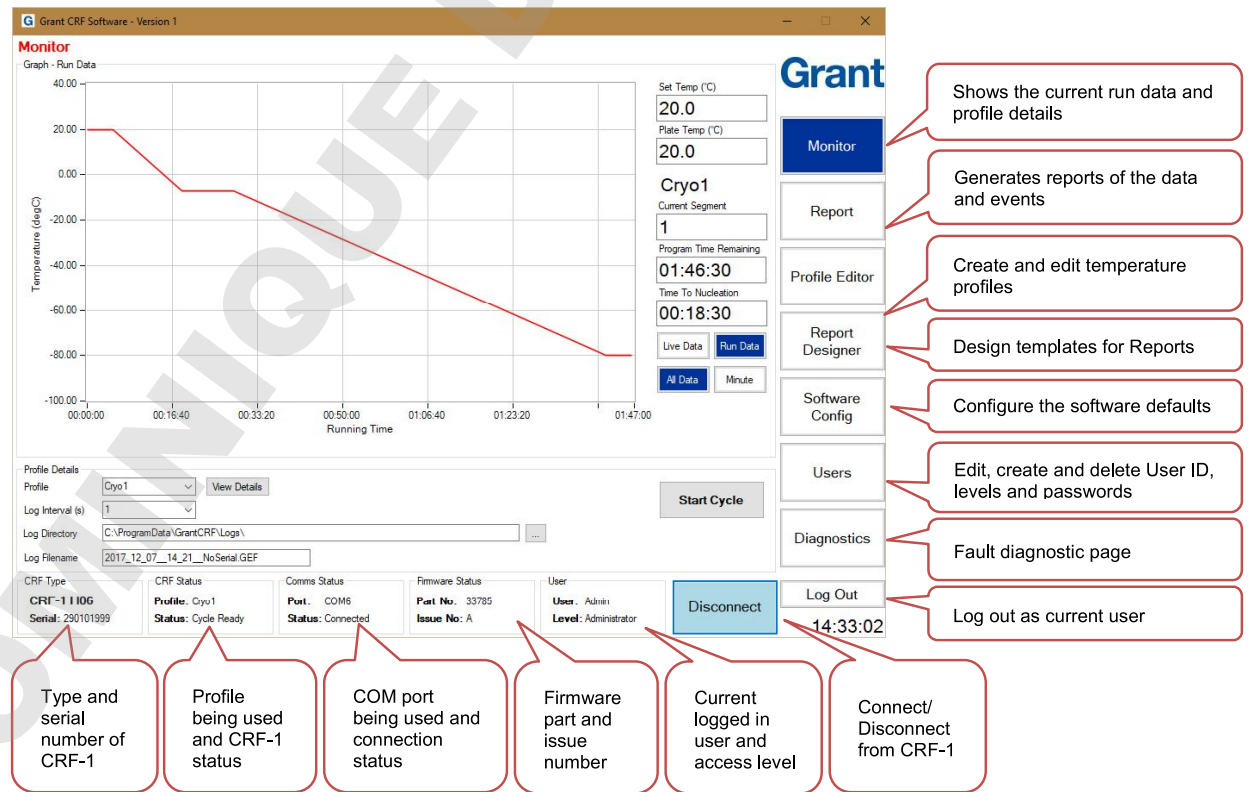 Grant CRF Software - Version 1
Monitor
Graph - Run Data
40.00
20.00
0.00
-20.00
-40.00
-60.00
-80.00
-100.00
Temperature (degC)
00:00:00 00:16:40 00:33:20 00:50:00 01:06:40 01:23:20 01:47:00
Running Time
Set Temp (°C)
20.0
Plate Temp (°C)
20.0
Cryo1
Current Segment
1
Program Time Remaining
01:46:30
Time To Nucleation
00:18:30
Live Data Run Data
All Data Minute
Grant
Monitor
Report
Profile Editor
Report
Designer
Software
Config
Users
Diagnostics
Log Out
14:33:02
Shows the current run data and
profile details
Generates reports of the data
and events
Create and edit temperature
profiles
Design templates for Reports
Configure the software defaults
Edit, create and delete User ID,
levels and passwords
Fault diagnostic page
Log out as current user
Profile Details
Profile Cryo1 View Details
Log Interval (s) 1
Log Directory C:\ProgramData\GrantCRF\Logs\ ...
Log Filename 2017_12_07__14_21__NoSerial.GEF
Start Cycle
CRF Type
Serial: 290101999
CRF Status
Profile: Cryo1
Status: Cycle Ready
Comms Status
Port: COM6
Status: Connected
Firmware Status
Part No. 33785
Issue No: A
User
User: Admin
Level: Administrator
Disconnect
Type and
serial
number of
CRF-1
Profile
being used
and CRF-1
status
COM port
being used and
connection
status
Firmware
part and
issue
number
Current
logged in
user and
access level
Connect/
Disconnect
from CRF-1